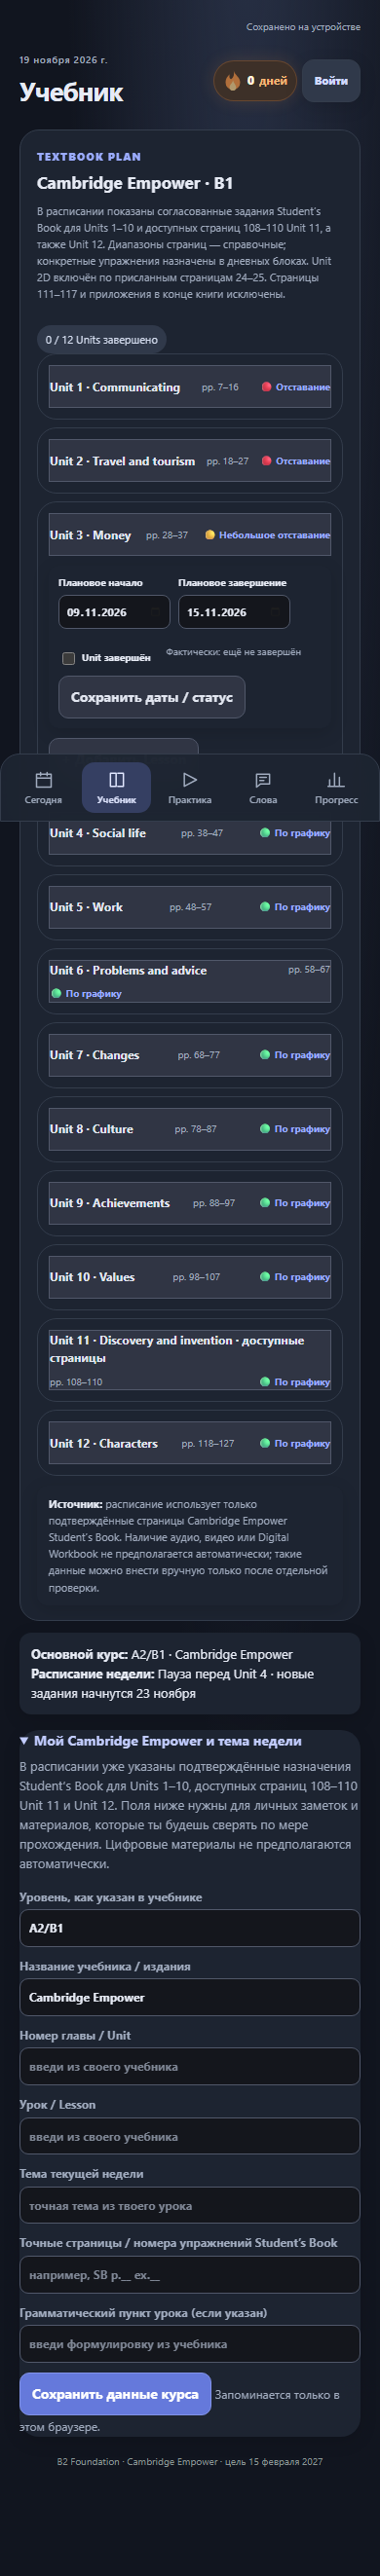 Сохранено на устройстве
19 ноября 2026 г.
Учебник
0 дней
Войти
TEXTBOOK PLAN
Cambridge Empower · B1
В расписании показаны согласованные задания Student’s
Book для Units 1–10 и доступных страниц 108–110 Unit 11, а
также Unit 12. Диапазоны страниц — справочные;
конкретные упражнения назначены в дневных блоках. Unit
2D включён по присланным страницам 24–25. Страницы
111–117 и приложения в конце книги исключены.
0 / 12 Units завершено
Unit 1 · Communicating pp. 7–16 Отставание
Unit 2 · Travel and tourism pp. 18–27 Отставание
Unit 3 · Money pp. 28–37 Небольшое отставание
Плановое начало Плановое завершение
09.11.2026 15.11.2026
Unit завершён Фактически: ещё не завершён
Сохранить даты / статус
Сегодня Учебник Практика Слова Прогресс
Unit 4 · Social life pp. 38–47 По графику
Unit 5 · Work pp. 48–57 По графику
Unit 6 · Problems and advice pp. 58–67
По графику
Unit 7 · Changes pp. 68–77 По графику
Unit 8 · Culture pp. 78–87 По графику
Unit 9 · Achievements pp. 88–97 По графику
Unit 10 · Values pp. 98–107 По графику
Unit 11 · Discovery and invention · доступные
страницы
pp. 108–110 По графику
Unit 12 · Characters pp. 118–127 По графику
Источник: расписание использует только
подтверждённые страницы Cambridge Empower
Student’s Book. Наличие аудио, видео или Digital
Workbook не предполагается автоматически; такие
данные можно внести вручную только после отдельной
проверки.
Основной курс: A2/B1 · Cambridge Empower
Расписание недели: Пауза перед Unit 4 · новые
задания начнутся 23 ноября
Мой Cambridge Empower и тема недели
В расписании уже указаны подтверждённые назначения
Student’s Book для Units 1–10, доступных страниц 108–110
Unit 11 и Unit 12. Поля ниже нужны для личных заметок и
материалов, которые ты будешь сверять по мере
прохождения. Цифровые материалы не предполагаются
автоматически.
Уровень, как указан в учебнике
A2/B1
Название учебника / издания
Cambridge Empower
Номер главы / Unit
введи из своего учебника
Урок / Lesson
введи из своего учебника
Тема текущей недели
точная тема из твоего урока
Точные страницы / номера упражнений Student’s Book
например, SB p.__ ex.__
Грамматический пункт урока (если указан)
введи формулировку из учебника
Сохранить данные курса Запоминается только в
этом браузере.
B2 Foundation · Cambridge Empower · цель 15 февраля 2027